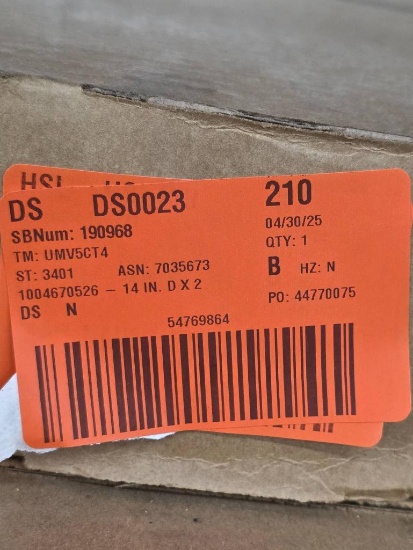 HSL
DS DS0023 210
SBNum: 190968 04/30/25
TM: UMV5CT4 QTY: 1
ST: 3401 ASN: 7035673 B HZ: N
1004670526 – 14 IN. D X 2
DS N PO: 44770075
54769864